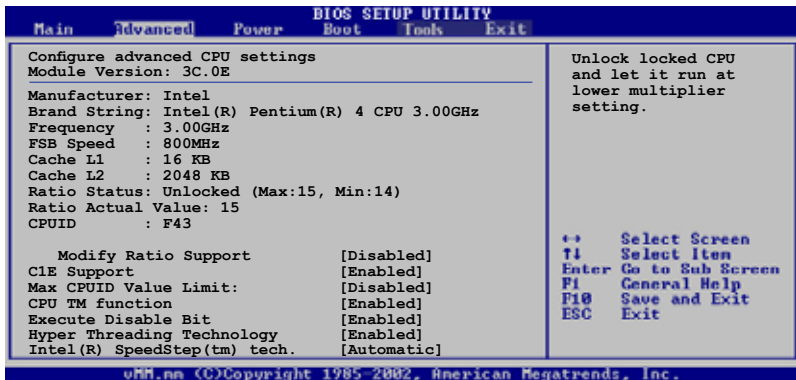 BIOS SETUP UTILITY
Main Advanced Power Boot Tools Exit
Configure advanced CPU settings
Module Version: 3C.0E
Manufacturer: Intel
Brand String: Intel(R) Pentium(R) 4 CPU 3.00GHz
Frequency : 3.00GHz
FSB Speed : 800MHz
Cache L1 : 16 KB
Cache L2 : 2048 KB
Ratio Status: Unlocked (Max:15, Min:14)
Ratio Actual Value: 15
CPUID : F43
Modify Ratio Support [Disabled]
C1E Support [Enabled]
Max CPUID Value Limit: [Disabled]
CPU TM function [Enabled]
Execute Disable Bit [Enabled]
Hyper Threading Technology [Enabled]
Intel(R) SpeedStep(tm) tech. [Automatic]
Unlock locked CPU
and let it run at
lower multiplier
setting.
↔ Select Screen
↑↓ Select Item
Enter Go to Sub Screen
F1 General Help
F10 Save and Exit
ESC Exit
vMM.mm (C)Copyright 1985-2002, American Megatrends, Inc.